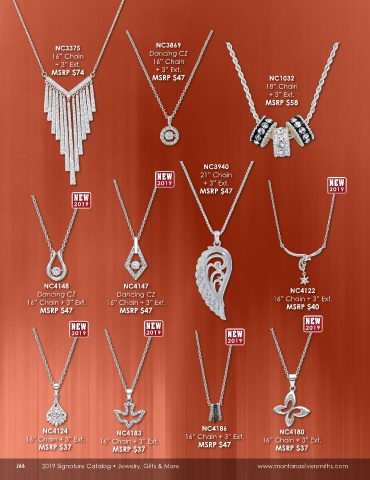 NC3375
16" Chain
+ 3" Ext.
MSRP $74
NC3869
Dancing CZ
16" Chain
+ 3" Ext.
MSRP $47
NC1032
18" Chain
+ 3" Ext.
MSRP $58
NC3940
21" Chain
+ 3" Ext.
MSRP $47
NEW
2019
NC4148
Dancing CZ
16" Chain + 3" Ext.
MSRP $47
NEW
2019
NC4147
Dancing CZ
16" Chain + 3" Ext.
MSRP $47
NEW
2019
NC4122
16" Chain + 3" Ext.
MSRP $40
NEW
2019
NC4124
16" Chain + 3" Ext.
MSRP $37
NEW
2019
NC4183
16" Chain + 3" Ext.
MSRP $37
NEW
2019
NC4186
16" Chain + 3" Ext.
MSRP $47
NEW
2019
NC4180
16" Chain + 3" Ext.
MSRP $37
2019 Signature Catalog • Jewelry, Gifts & More
www.montanasilversmiths.com